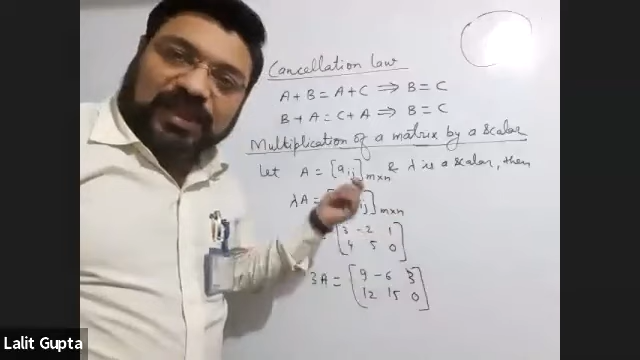 Cancellation law
A + B = A + C ⇒ B = C
B + A = C + A ⇒ B = C
Multiplication of a matrix by a scalar
Let A = [aij]m×n & λ is a scalar, then
λA = [ ij]m×n
= [3 -2 1
4 5 0]
3A = [9 -6 3
12 15 0]
Lalit Gupta